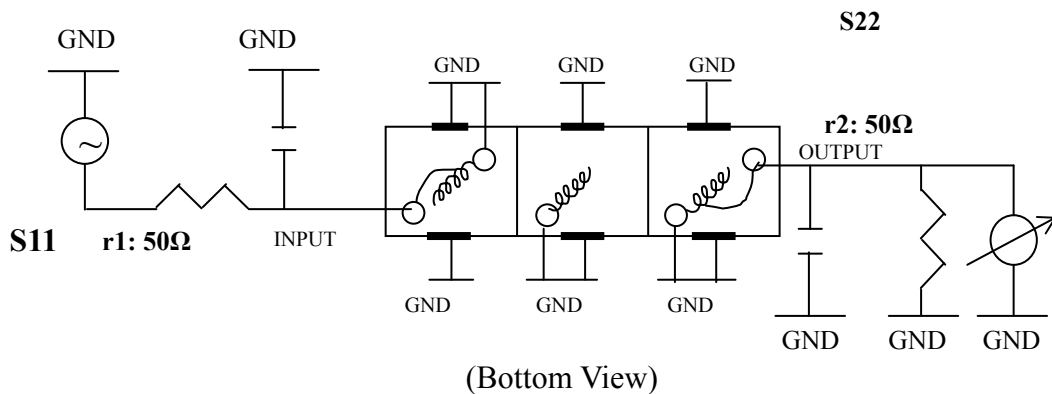 S22
GND
GND
GND
GND
GND
r2: 50Ω
OUTPUT
S11
r1: 50Ω
INPUT
GND
GND
GND
GND
GND
GND
(Bottom View)